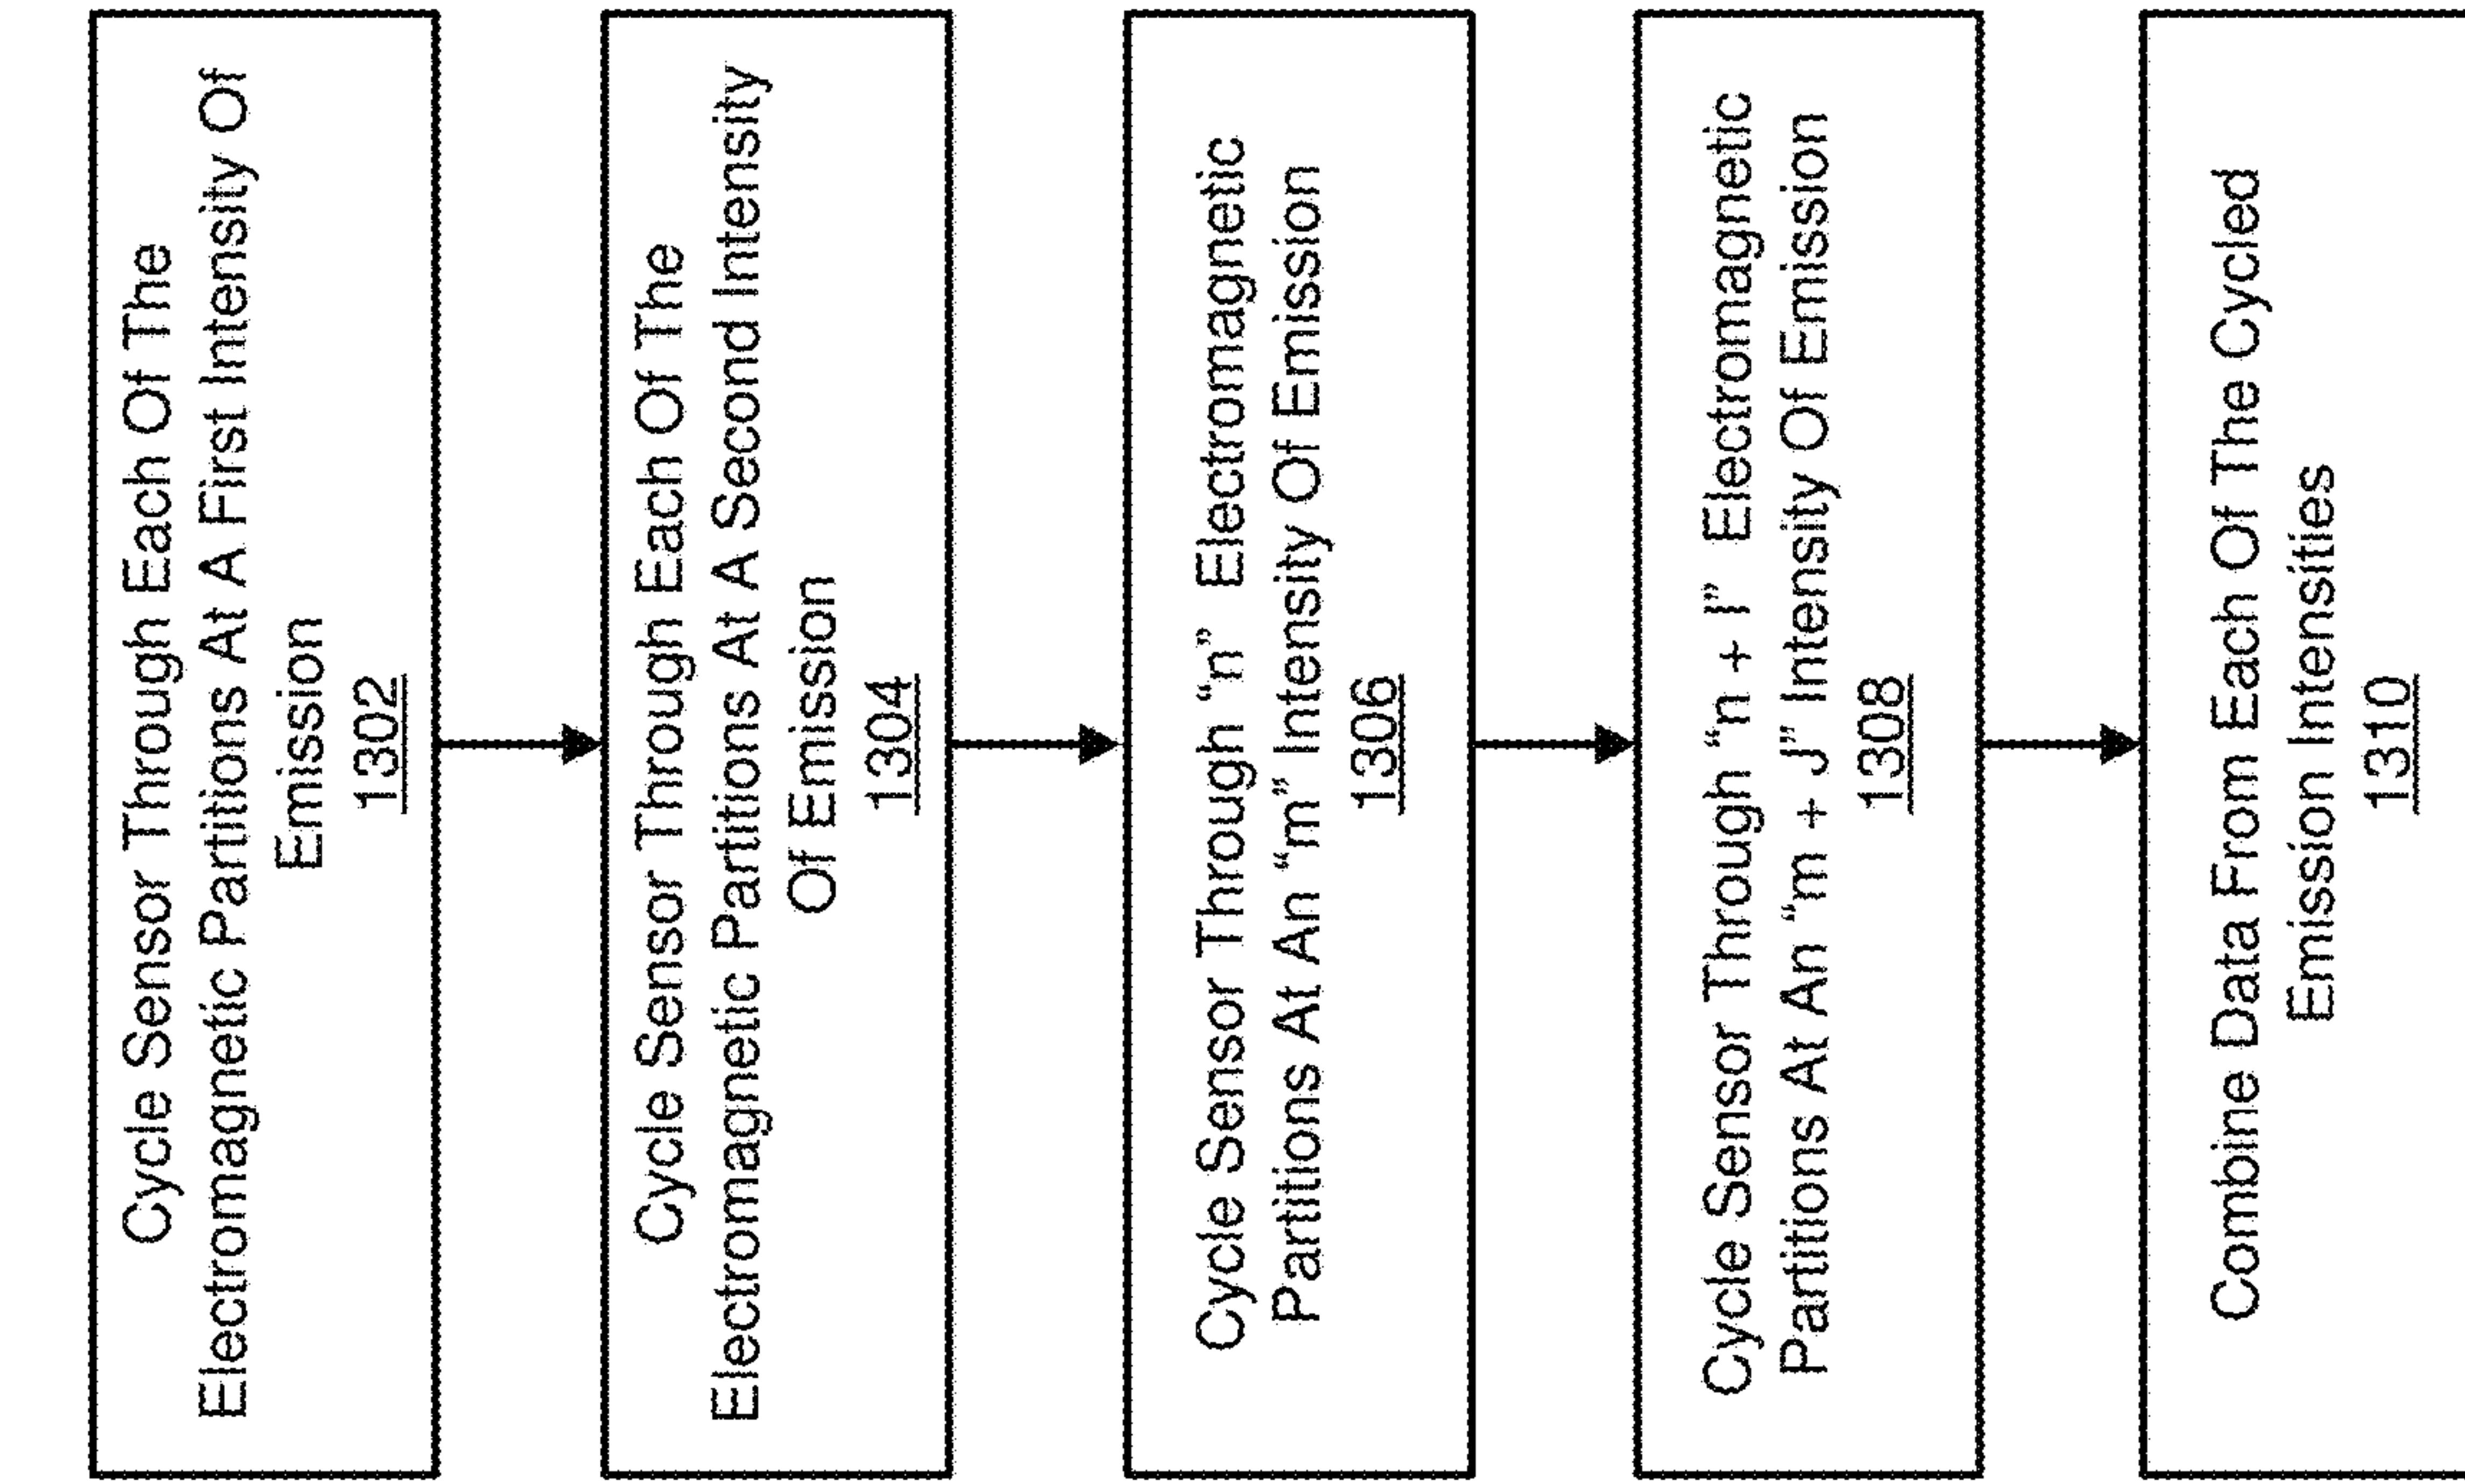 Cycle Sensor Through Each Of The
Electromagnetic Partitions At A First Intensity Of
Emission
1302
Cycle Sensor Through Each Of The
Electromagnetic Partitions At A Second Intensity
Of Emission
1304
Cycle Sensor Through “n” Electromagnetic
Partitions At An “m” Intensity Of Emission
1306
Cycle Sensor Through “n + I” Electromagnetic
Partitions At An “m + J” Intensity Of Emission
1308
Combine Data From Each Of The Cycled
Emission Intensities
1310